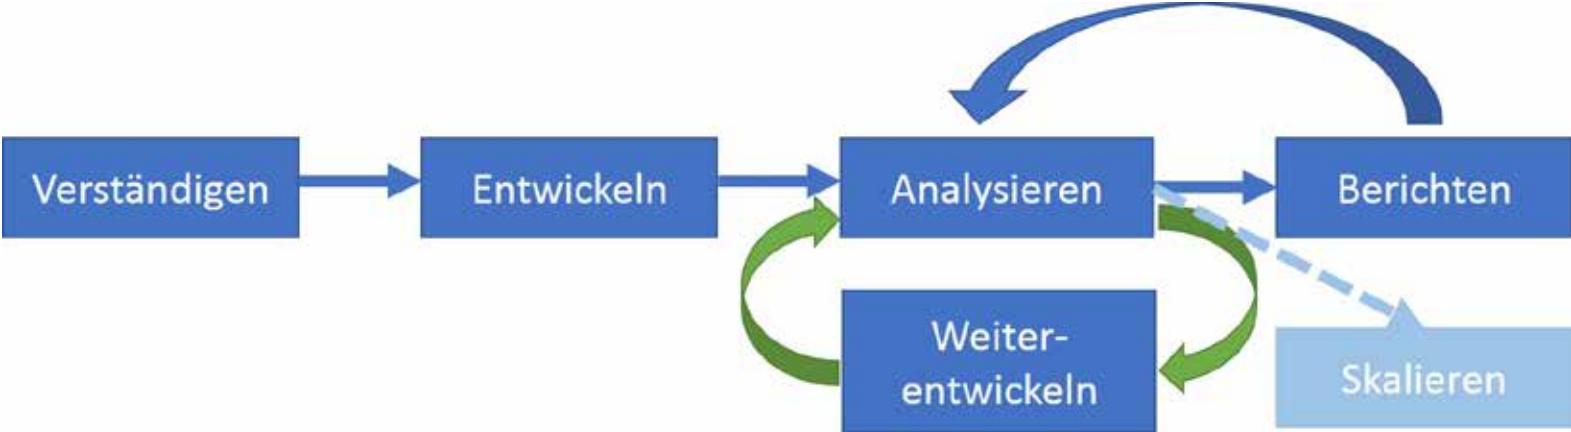 Verständigen
Entwickeln
Analysieren
Berichten
Weiter-
entwickeln
Skalieren